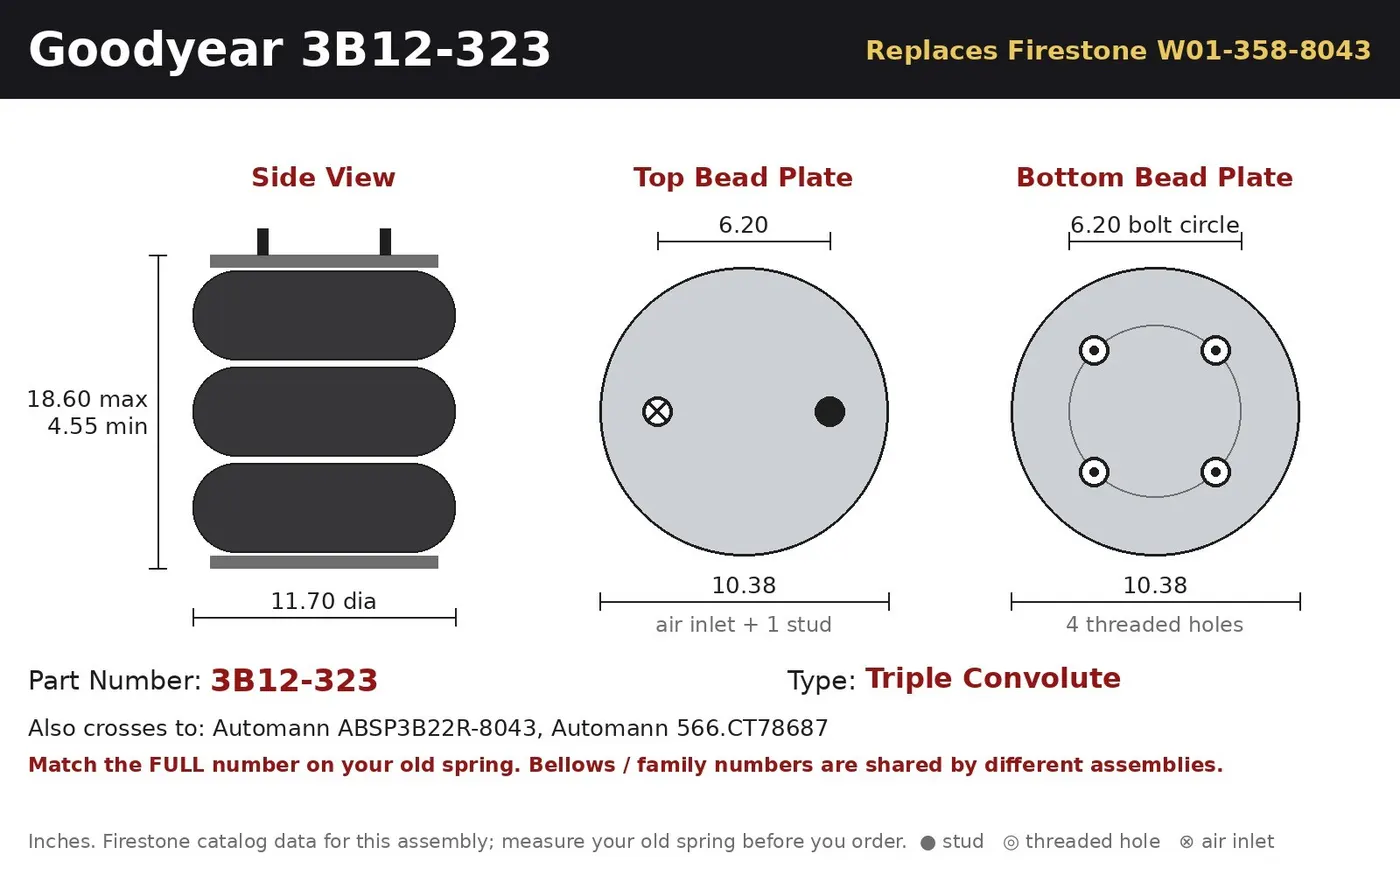 Goodyear 3B12-323
Replaces Firestone W01-358-8043
Side View
Top Bead Plate
Bottom Bead Plate
6.20
6.20 bolt circle
18.60 max
4.55 min
11.70 dia
10.38
10.38
air inlet + 1 stud
4 threaded holes
Part Number: 3B12-323
Type: Triple Convolute
Also crosses to: Automann ABSP3B22R-8043, Automann 566.CT78687
Match the FULL number on your old spring. Bellows / family numbers are shared by different assemblies.
Inches. Firestone catalog data for this assembly; measure your old spring before you order. ● stud ◎ threaded hole ⊗ air inlet